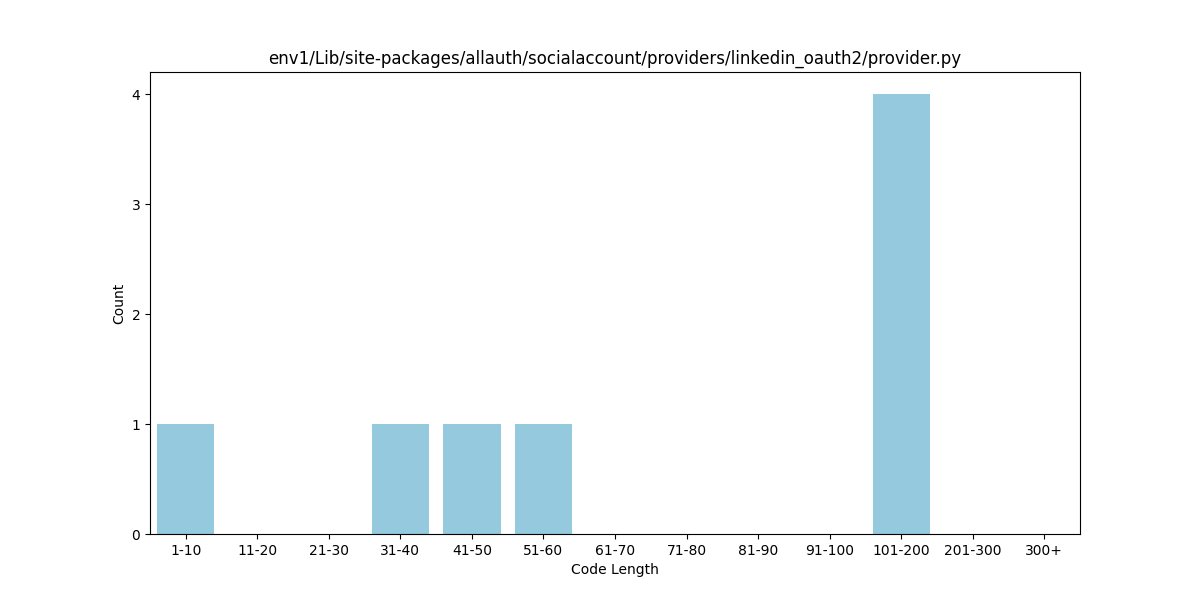 env1/Lib/site-packages/allauth/socialaccount/providers/linkedin_oauth2/provider.py
4
3
2
1
0
Count
1-10 11-20 21-30 31-40 41-50 51-60 61-70 71-80 81-90 91-100 101-200 201-300 300+
Code Length